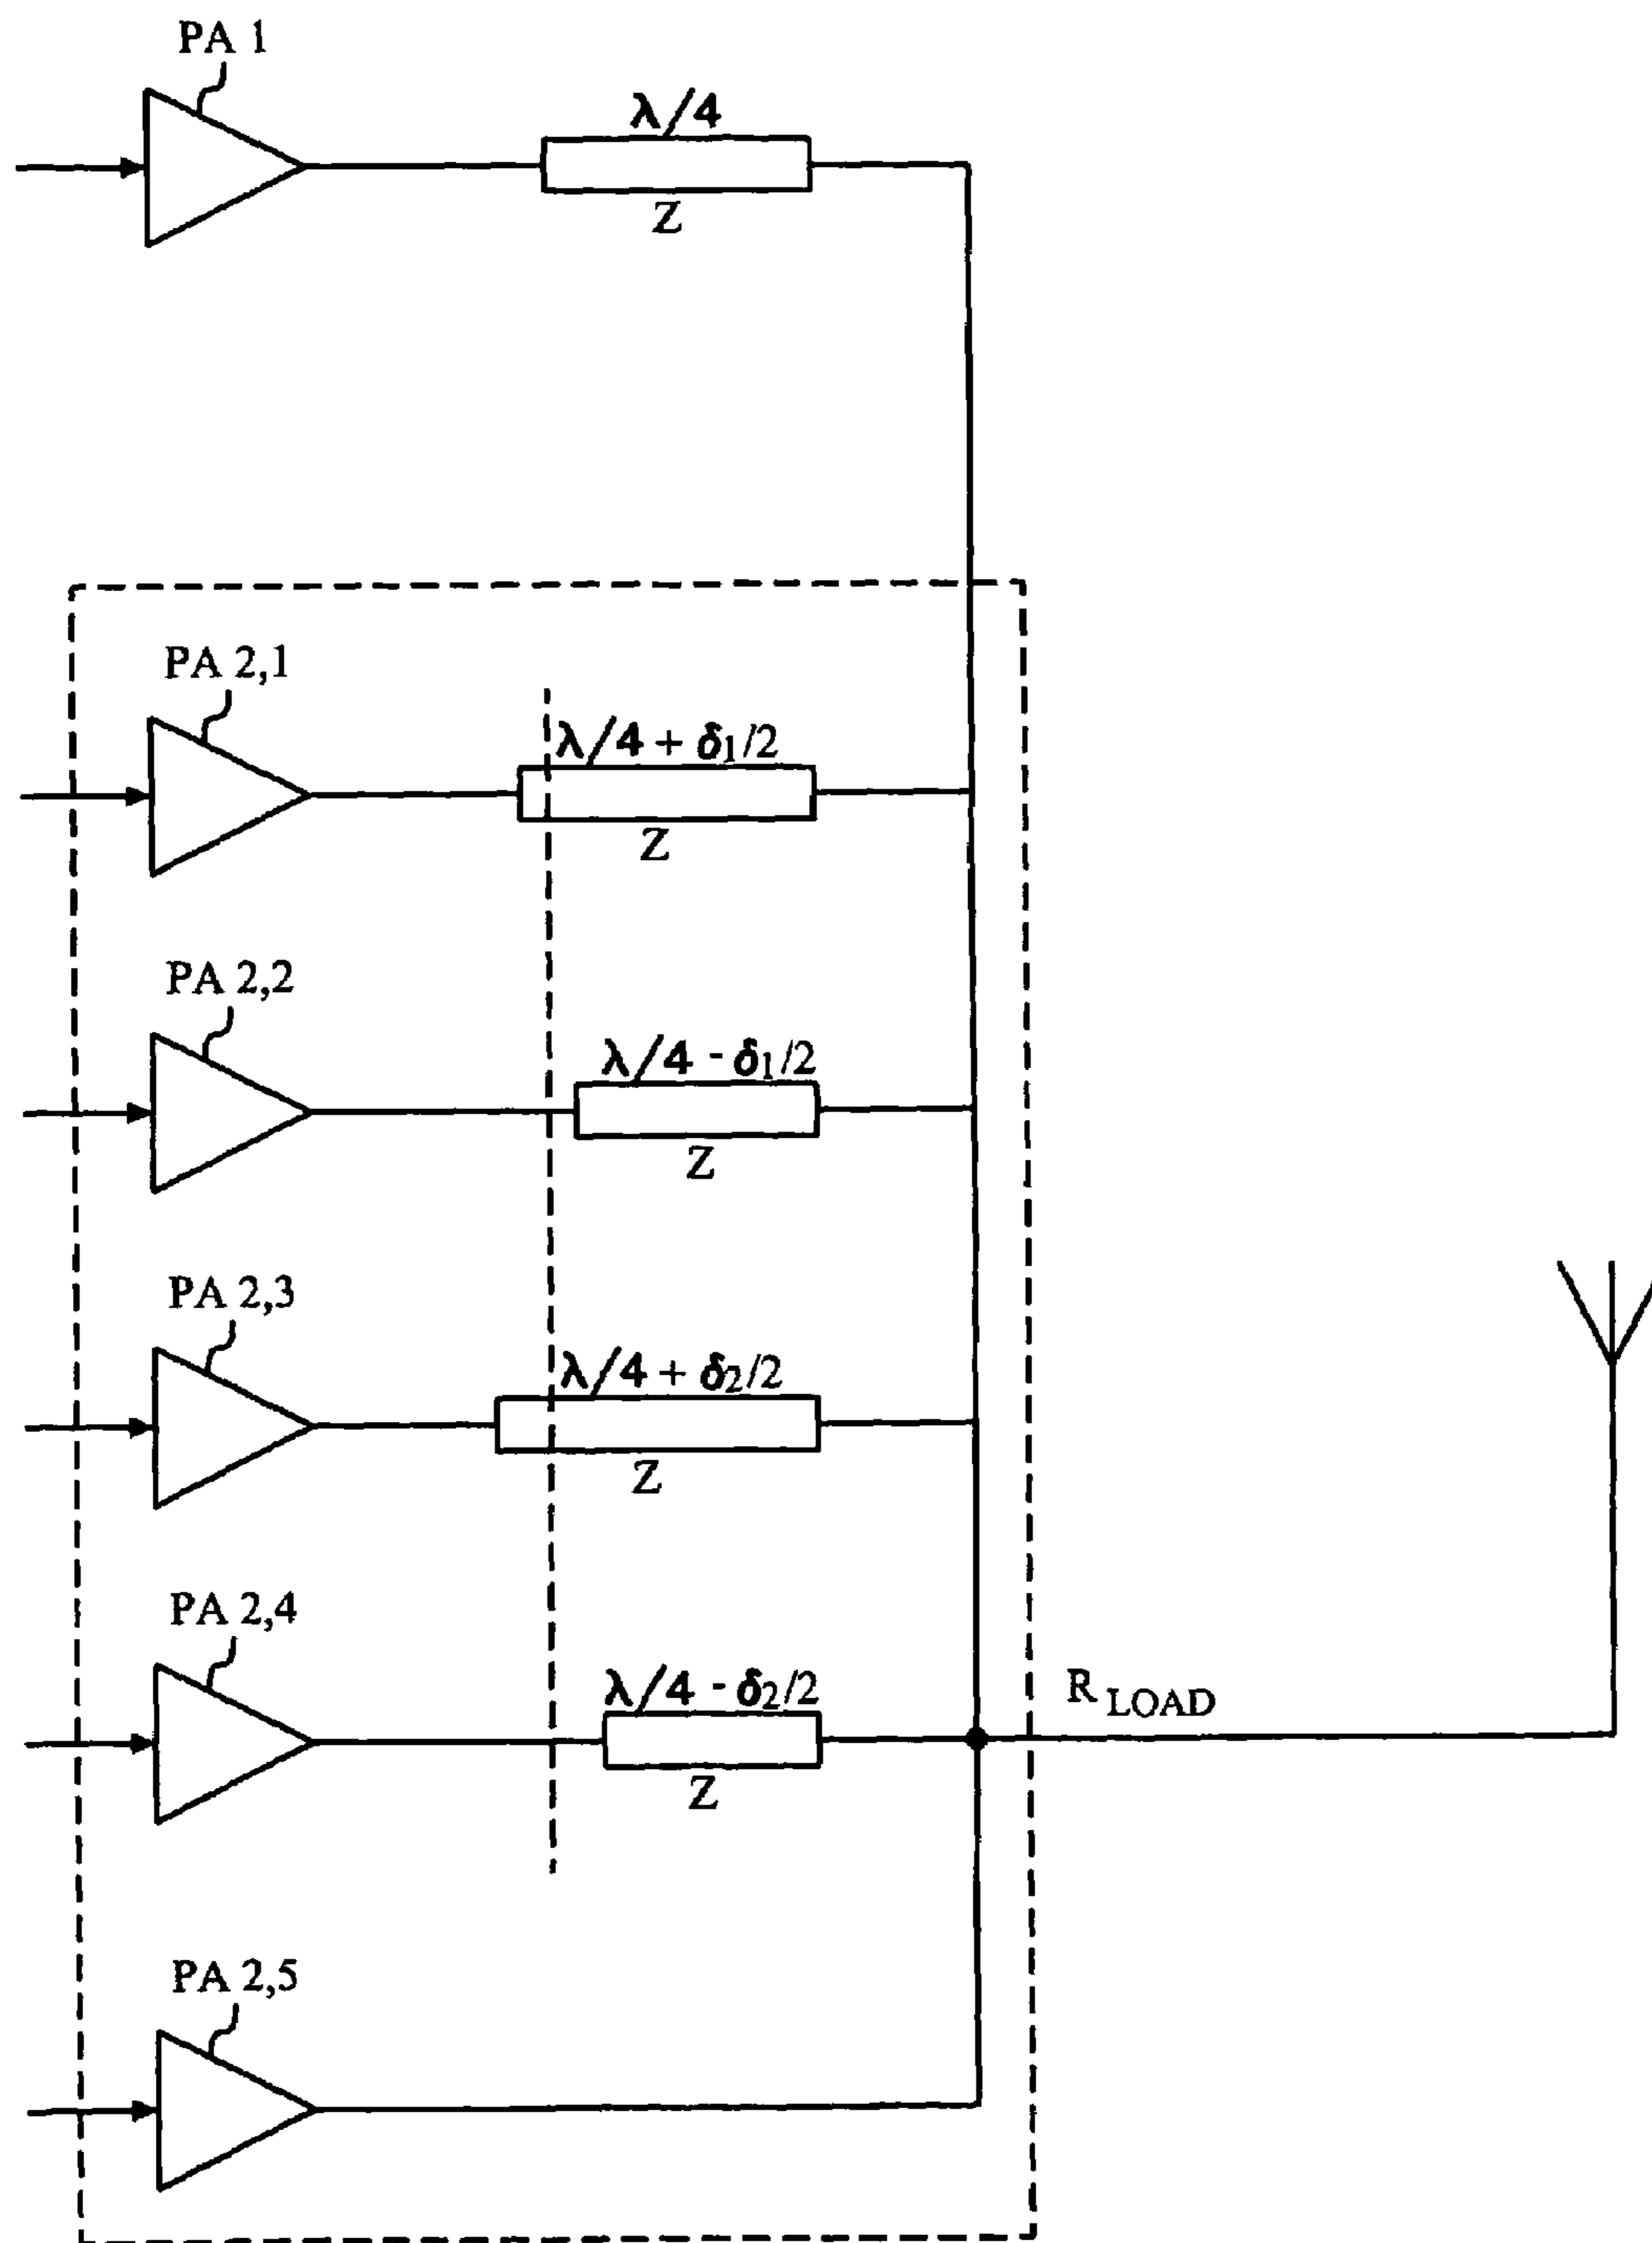 PA 1
λ/4
Z
PA 2,1
λ/4 + δ1/2
Z
PA 2,2
λ/4 - δ1/2
Z
PA 2,3
λ/4 + δ2/2
Z
PA 2,4
λ/4 - δ2/2
Z
R LOAD
PA 2,5